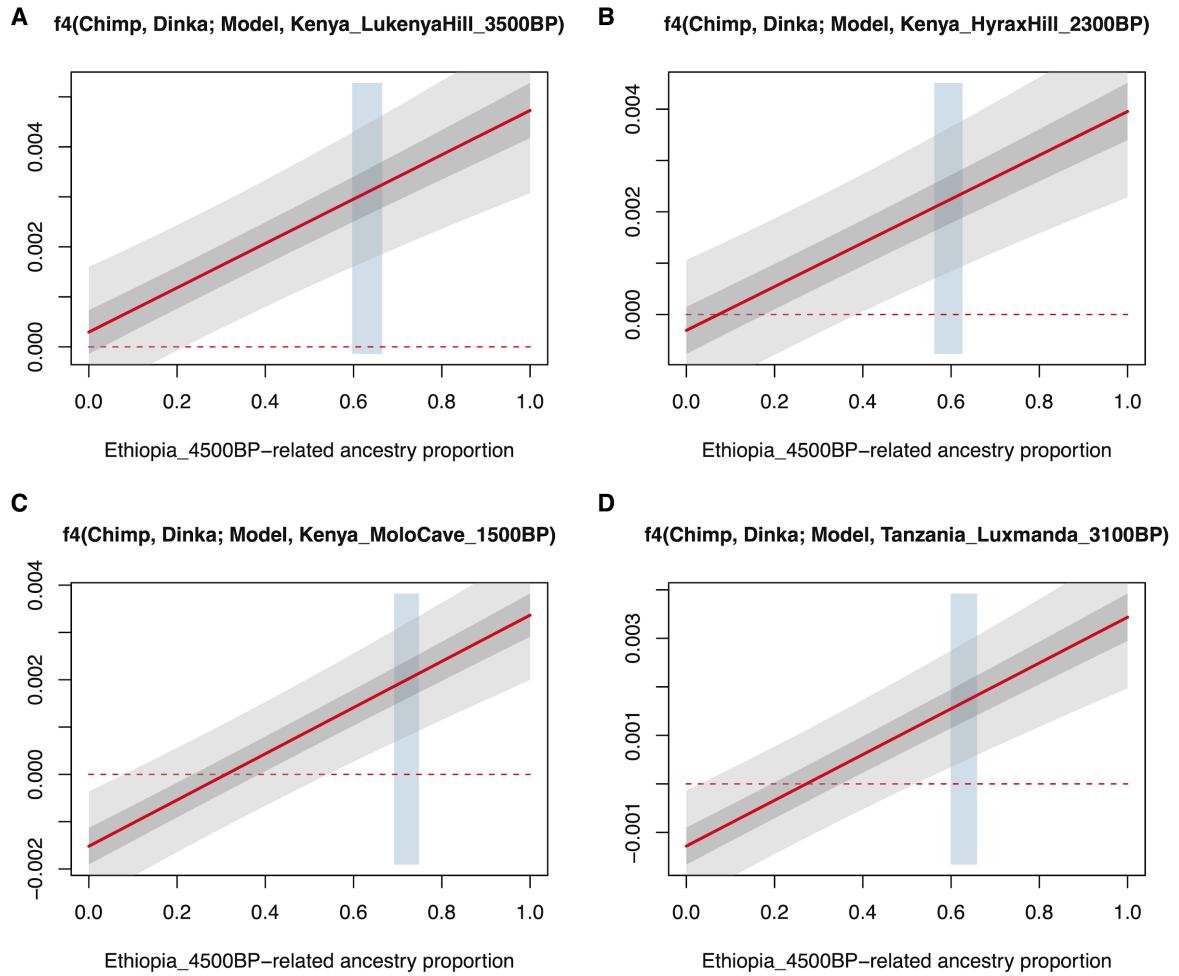 A
f4(Chimp, Dinka; Model, Kenya_LukenyaHill_3500BP)
0.004
0.002
0.000
0.0 0.2 0.4 0.6 0.8 1.0
Ethiopia_4500BP−related ancestry proportion
B
f4(Chimp, Dinka; Model, Kenya_HyraxHill_2300BP)
0.004
0.002
0.000
0.0 0.2 0.4 0.6 0.8 1.0
Ethiopia_4500BP−related ancestry proportion
C
f4(Chimp, Dinka; Model, Kenya_MoloCave_1500BP)
0.004
0.002
0.000
−0.002
0.0 0.2 0.4 0.6 0.8 1.0
Ethiopia_4500BP−related ancestry proportion
D
f4(Chimp, Dinka; Model, Tanzania_Luxmanda_3100BP)
0.003
0.001
−0.001
0.0 0.2 0.4 0.6 0.8 1.0
Ethiopia_4500BP−related ancestry proportion